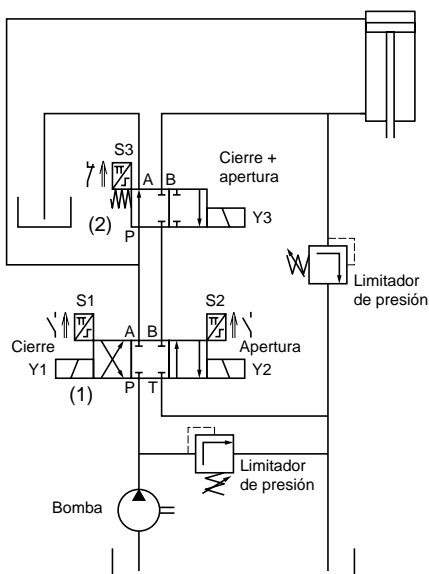 S3
A B
Cierre +
apertura
(2)
P
Y3
Limitador
de presión
S1
S2
Cierre
A B
Apertura
Y1
Y2
(1)
P T
Limitador
de presión
Bomba